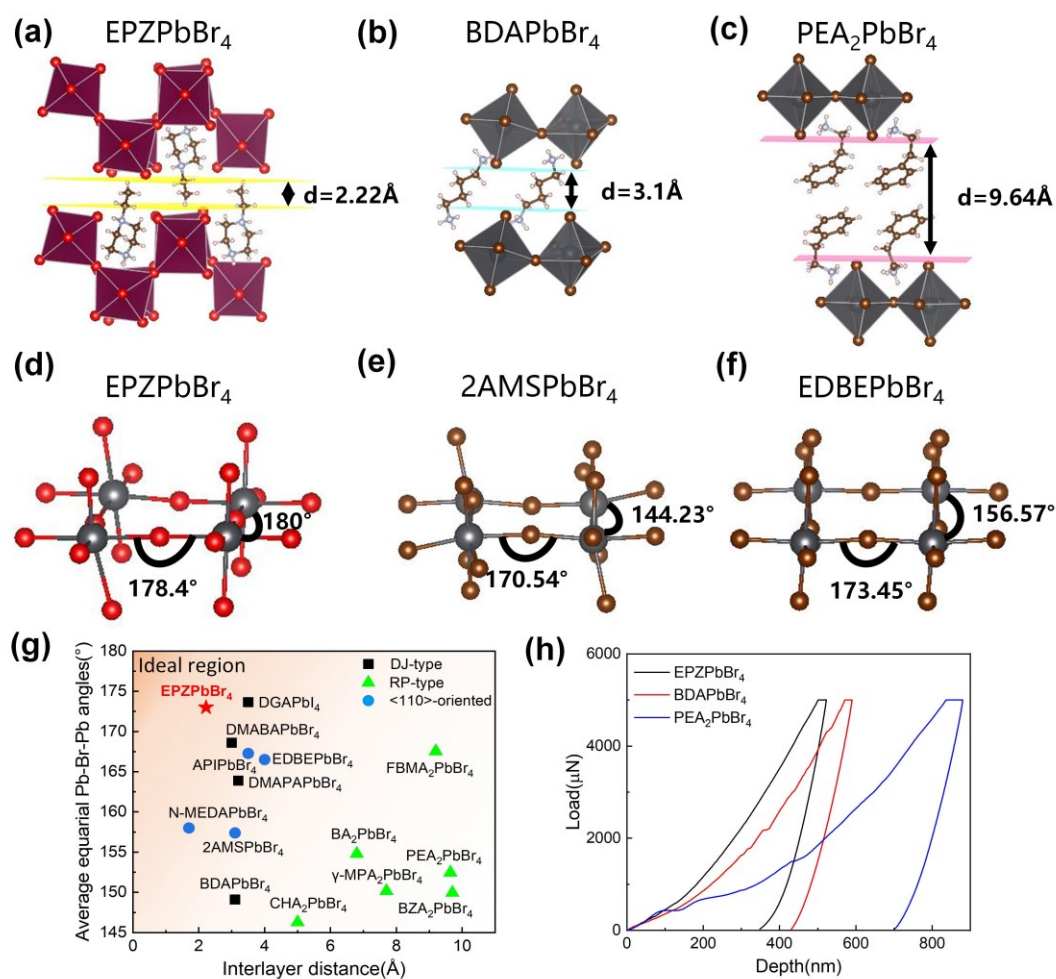 (a)
EPZPbBr₄
d=2.22Å
(b)
BDAPbBr₄
d=3.1Å
(c)
PEA₂PbBr₄
d=9.64Å
(d)
EPZPbBr₄
180°
178.4°
(e)
2AMSPbBr₄
144.23°
170.54°
(f)
EDBEPbBr₄
156.57°
173.45°
(g)
Average equarial Pb-Br-Pb angles(°)
180
175
170
165
160
155
150
145
Ideal region
DJ-type
RP-type
<110>-oriented
EPZPbBr₄
DGAPbI₄
DMABAPbBr₄
APIPbBr₄
EDBEPbBr₄
DMAPAPbBr₄
FBMA₂PbBr₄
N-MEDAPbBr₄
2AMSPbBr₄
BA₂PbBr₄
PEA₂PbBr₄
γ-MPA₂PbBr₄
BDAPbBr₄
CHA₂PbBr₄
BZA₂PbBr₄
0 2 4 6 8 10
Interlayer distance(Å)
(h)
Load(μN)
6000
4000
2000
0
EPZPbBr₄
BDAPbBr₄
PEA₂PbBr₄
0 200 400 600 800
Depth(nm)